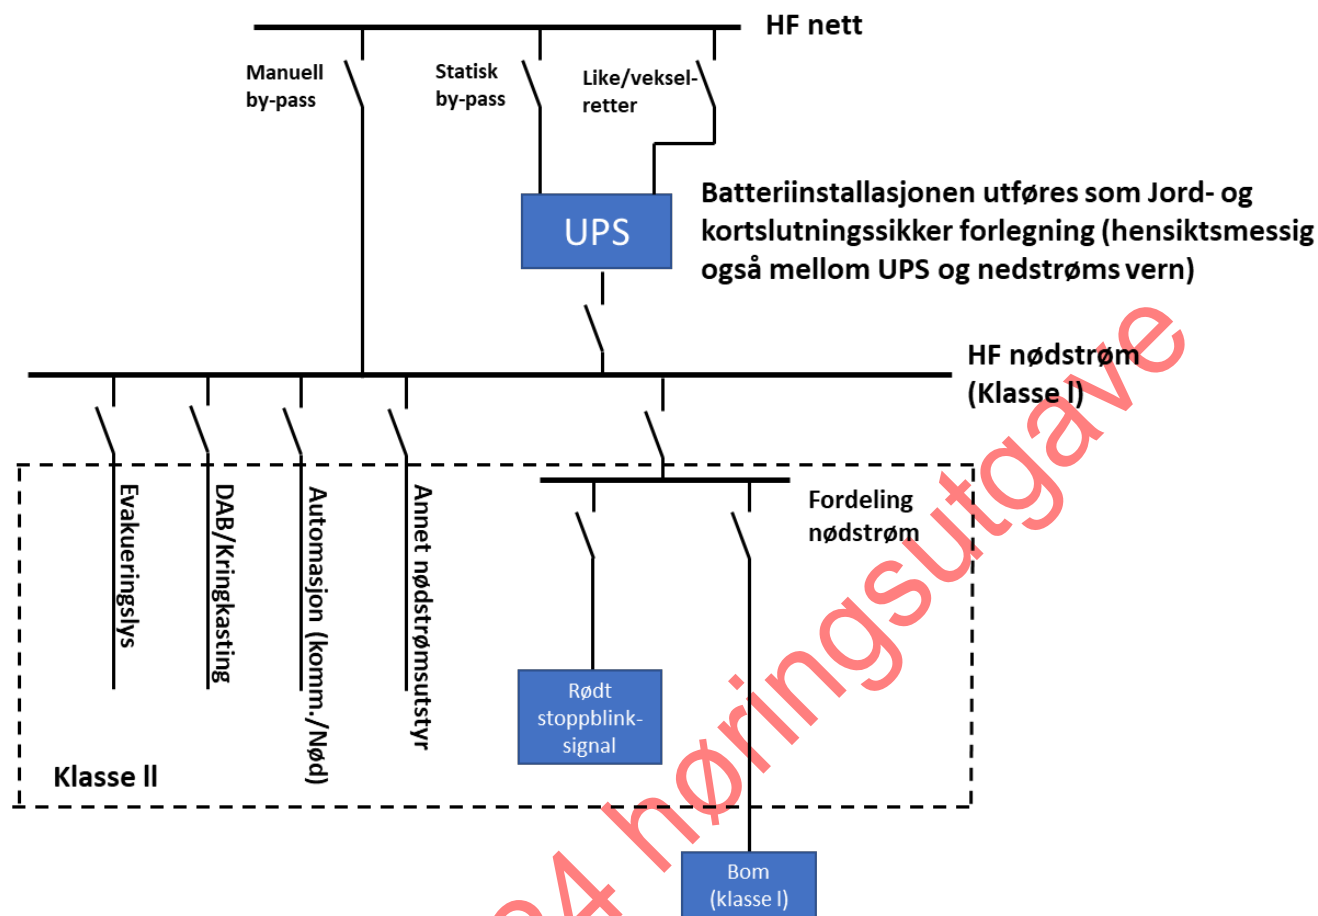 HF nett
Manuell
by-pass
Statisk
by-pass
Like/veksel-
retter
UPS
Batteriinstallasjonen utføres som Jord- og
kortslutningssikker forlegning (hensiktsmessig
også mellom UPS og nedstrøms vern)
HF nødstrøm
(Klasse l)
Evakueringslys
DAB/Kringkasting
Automasjon (komm./Nød)
Annet nødstrømsutstyr
Fordeling
nødstrøm
Rødt
stoppblink-
signal
Klasse ll
Bom
(klasse l)
24 høringsutgave